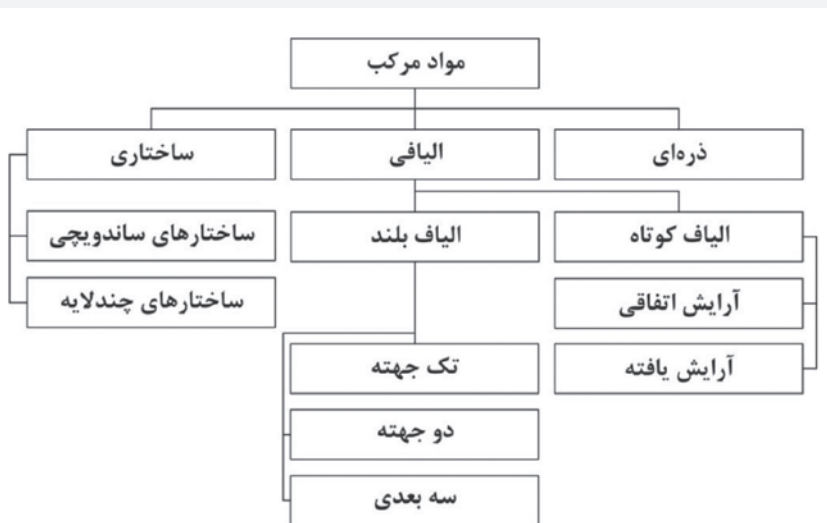 مواد مرکب
ذره‌ای
الیافی
ساختاری
الیاف کوتاه
الیاف بلند
ساختارهای ساندویچی
آرایش اتفاقی
ساختارهای چندلایه
آرایش یافته
تک جهته
دو جهته
سه بعدی